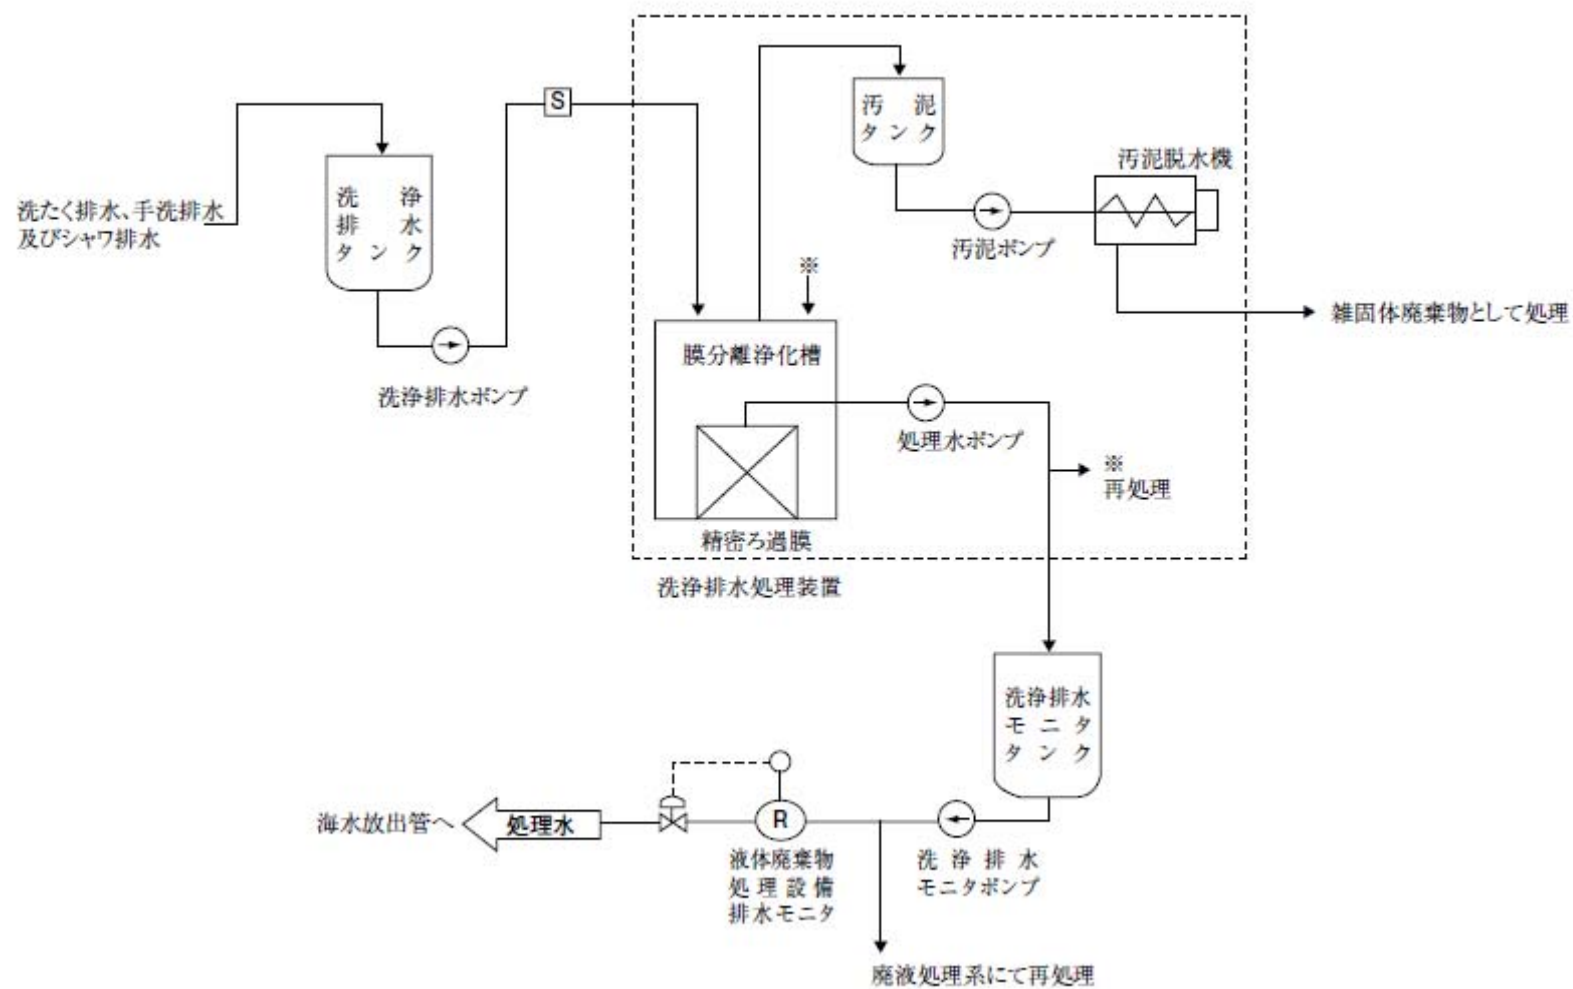 S
汚 泥
タ ン ク
汚泥脱水機
洗 浄
排 水
タ ン ク
洗たく排水、手洗排水
及びシャワ排水
汚泥ポンプ
※
雑固体廃棄物として処理
膜分離浄化槽
洗浄排水ポンプ
処理水ポンプ
※
再処理
精密ろ過膜
洗浄排水処理装置
洗浄排水
モ ニ タ
タ ン ク
海水放出管へ
処理水
R
液体廃棄物
処 理 設 備
排水モニタ
洗 浄 排 水
モニタポンプ
廃液処理系にて再処理